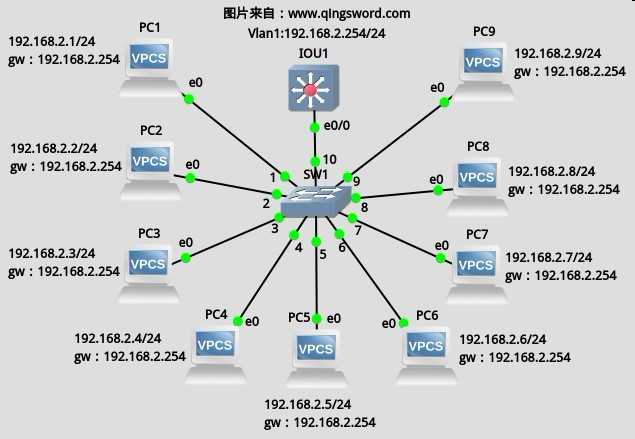 图片来自：www.qingsword.com
Vlan1:192.168.2.254/24
IOU1
e0/0
10
SW1
PC1
192.168.2.1/24
gw：192.168.2.254
VPCS
e0
1
PC2
192.168.2.2/24
gw：192.168.2.254
VPCS
e0
2
PC3
192.168.2.3/24
gw：192.168.2.254
VPCS
e0
3
PC4
192.168.2.4/24
gw：192.168.2.254
VPCS
e0
4
PC5
VPCS
e0
5
192.168.2.5/24
gw：192.168.2.254
PC6
192.168.2.6/24
gw：192.168.2.254
VPCS
e0
6
PC7
192.168.2.7/24
gw：192.168.2.254
VPCS
e0
7
PC8
192.168.2.8/24
gw：192.168.2.254
VPCS
e0
8
PC9
192.168.2.9/24
gw：192.168.2.254
VPCS
e0
9